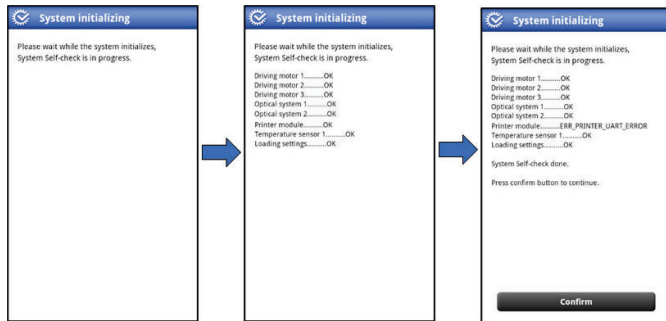 System initializing
Please wait while the system initializes,
System Self-check is in progress.
System initializing
Please wait while the system initializes,
System Self-check is in progress.
Driving motor 1.........OK
Driving motor 2.........OK
Driving motor 3.........OK
Optical system 1.........OK
Optical system 2.........OK
Printer module.........OK
Temperature sensor 1.........OK
Loading settings.........OK
System initializing
Please wait while the system initializes,
System Self-check is in progress.
Driving motor 1.........OK
Driving motor 2.........OK
Driving motor 3.........OK
Optical system 1.........OK
Optical system 2.........OK
Printer module.........ERR_PRINTER_UART_ERROR
Temperature sensor 1.........OK
Loading settings.........OK
System Self-check done.
Press confirm button to continue.
Confirm